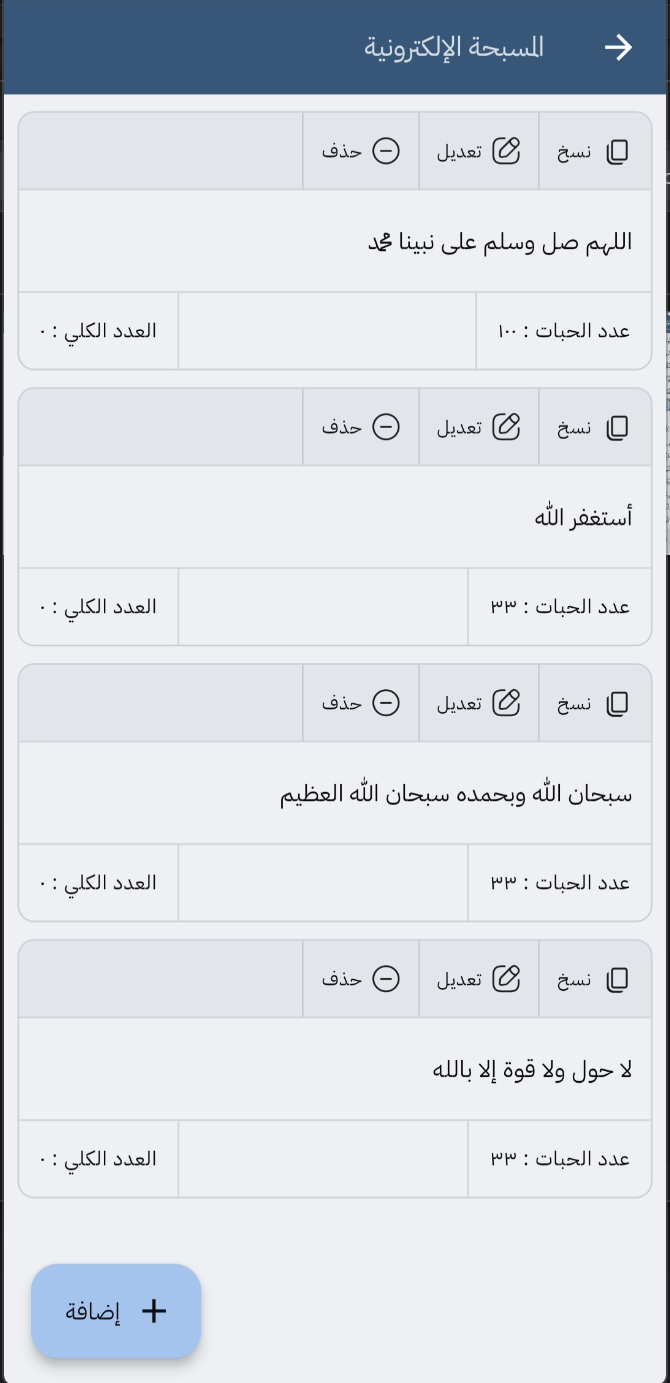 المسبحة الإلكترونية
نسخ تعديل حذف
اللهم صل وسلم على نبينا محمد
عدد الحبات : ١٠٠ العدد الكلي : ٠
نسخ تعديل حذف
أستغفر الله
عدد الحبات : ٣٣ العدد الكلي : ٠
نسخ تعديل حذف
سبحان الله وبحمده سبحان الله العظيم
عدد الحبات : ٣٣ العدد الكلي : ٠
نسخ تعديل حذف
لا حول ولا قوة إلا بالله
عدد الحبات : ٣٣ العدد الكلي : ٠
إضافة